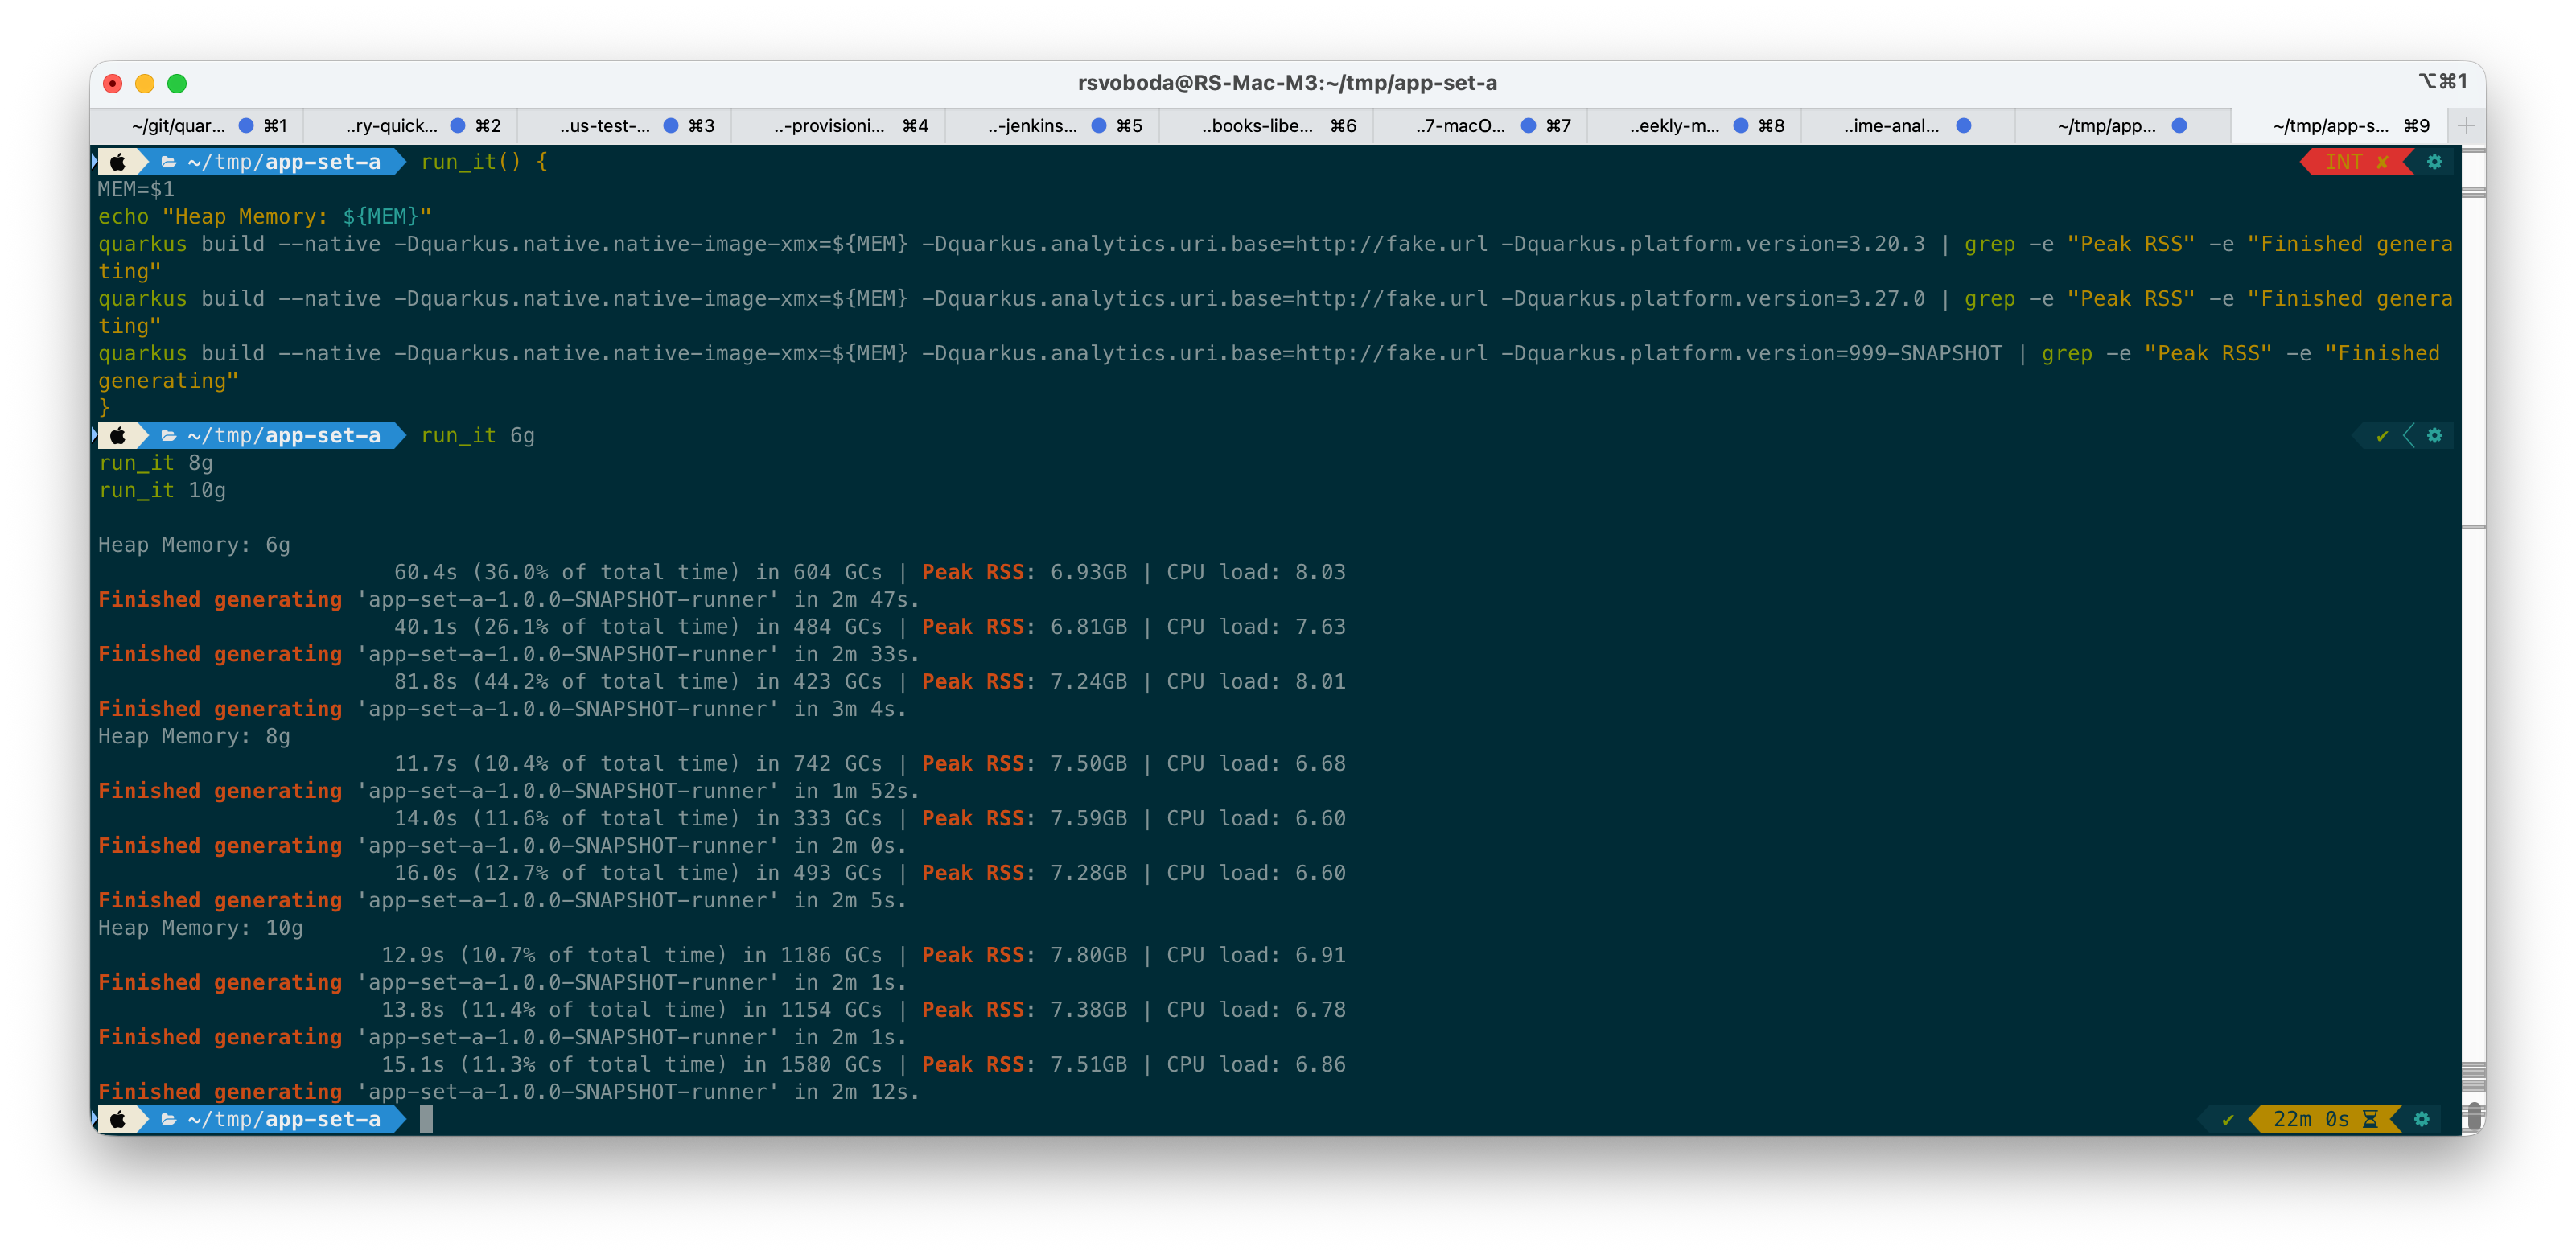 rsvoboda@RS-Mac-M3:~/tmp/app-set-a
⌥⌘1
~/git/quar... ⌘1 ..ry-quick... ⌘2 ..us-test-... ⌘3 ..-provisioni... ⌘4 ..-jenkins... ⌘5 ..books-libe... ⌘6 ..7-macO... ⌘7 ..eekly-m... ⌘8 ..ime-anal... ~/tmp/app... ~/tmp/app-s... ⌘9
~/tmp/app-set-a run_it() { INT ✘
MEM=$1
echo "Heap Memory: ${MEM}"
quarkus build --native -Dquarkus.native.native-image-xmx=${MEM} -Dquarkus.analytics.uri.base=http://fake.url -Dquarkus.platform.version=3.20.3 | grep -e "Peak RSS" -e "Finished genera
ting"
quarkus build --native -Dquarkus.native.native-image-xmx=${MEM} -Dquarkus.analytics.uri.base=http://fake.url -Dquarkus.platform.version=3.27.0 | grep -e "Peak RSS" -e "Finished genera
ting"
quarkus build --native -Dquarkus.native.native-image-xmx=${MEM} -Dquarkus.analytics.uri.base=http://fake.url -Dquarkus.platform.version=999-SNAPSHOT | grep -e "Peak RSS" -e "Finished
generating"
}
~/tmp/app-set-a run_it 6g ✔
run_it 8g
run_it 10g
Heap Memory: 6g
60.4s (36.0% of total time) in 604 GCs | Peak RSS: 6.93GB | CPU load: 8.03
Finished generating 'app-set-a-1.0.0-SNAPSHOT-runner' in 2m 47s.
40.1s (26.1% of total time) in 484 GCs | Peak RSS: 6.81GB | CPU load: 7.63
Finished generating 'app-set-a-1.0.0-SNAPSHOT-runner' in 2m 33s.
81.8s (44.2% of total time) in 423 GCs | Peak RSS: 7.24GB | CPU load: 8.01
Finished generating 'app-set-a-1.0.0-SNAPSHOT-runner' in 3m 4s.
Heap Memory: 8g
11.7s (10.4% of total time) in 742 GCs | Peak RSS: 7.50GB | CPU load: 6.68
Finished generating 'app-set-a-1.0.0-SNAPSHOT-runner' in 1m 52s.
14.0s (11.6% of total time) in 333 GCs | Peak RSS: 7.59GB | CPU load: 6.60
Finished generating 'app-set-a-1.0.0-SNAPSHOT-runner' in 2m 0s.
16.0s (12.7% of total time) in 493 GCs | Peak RSS: 7.28GB | CPU load: 6.60
Finished generating 'app-set-a-1.0.0-SNAPSHOT-runner' in 2m 5s.
Heap Memory: 10g
12.9s (10.7% of total time) in 1186 GCs | Peak RSS: 7.80GB | CPU load: 6.91
Finished generating 'app-set-a-1.0.0-SNAPSHOT-runner' in 2m 1s.
13.8s (11.4% of total time) in 1154 GCs | Peak RSS: 7.38GB | CPU load: 6.78
Finished generating 'app-set-a-1.0.0-SNAPSHOT-runner' in 2m 1s.
15.1s (11.3% of total time) in 1580 GCs | Peak RSS: 7.51GB | CPU load: 6.86
Finished generating 'app-set-a-1.0.0-SNAPSHOT-runner' in 2m 12s.
~/tmp/app-set-a ✔ 22m 0s